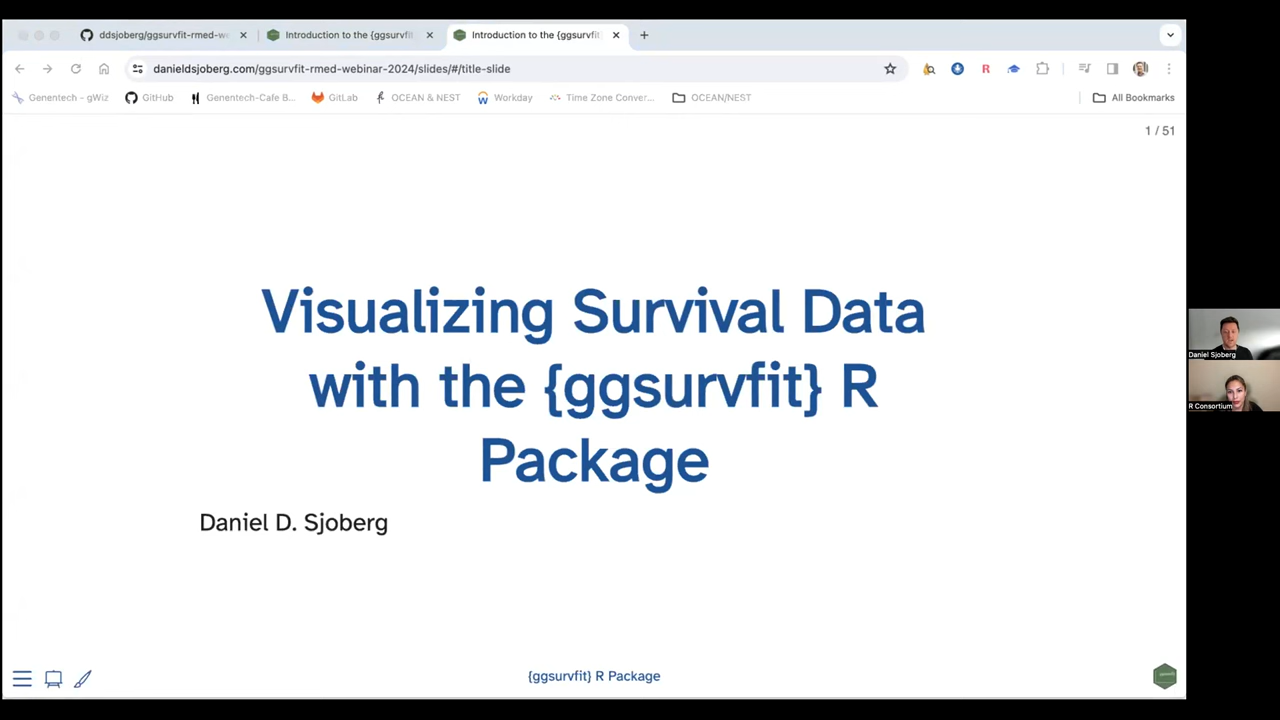 ddsjoberg/ggsurvfit-rmed-we
Introduction to the {ggsurvfit
Introduction to the {ggsurvfit
danieldsjoberg.com/ggsurvfit-rmed-webinar-2024/slides/#/title-slide
Genentech - gWiz
GitHub
Genentech-Cafe B...
GitLab
OCEAN & NEST
Workday
Time Zone Conver...
OCEAN/NEST
All Bookmarks
1 / 51
Visualizing Survival Data
with the {ggsurvfit} R
Package
Daniel D. Sjoberg
{ggsurvfit} R Package
Daniel Sjoberg
R Consortium